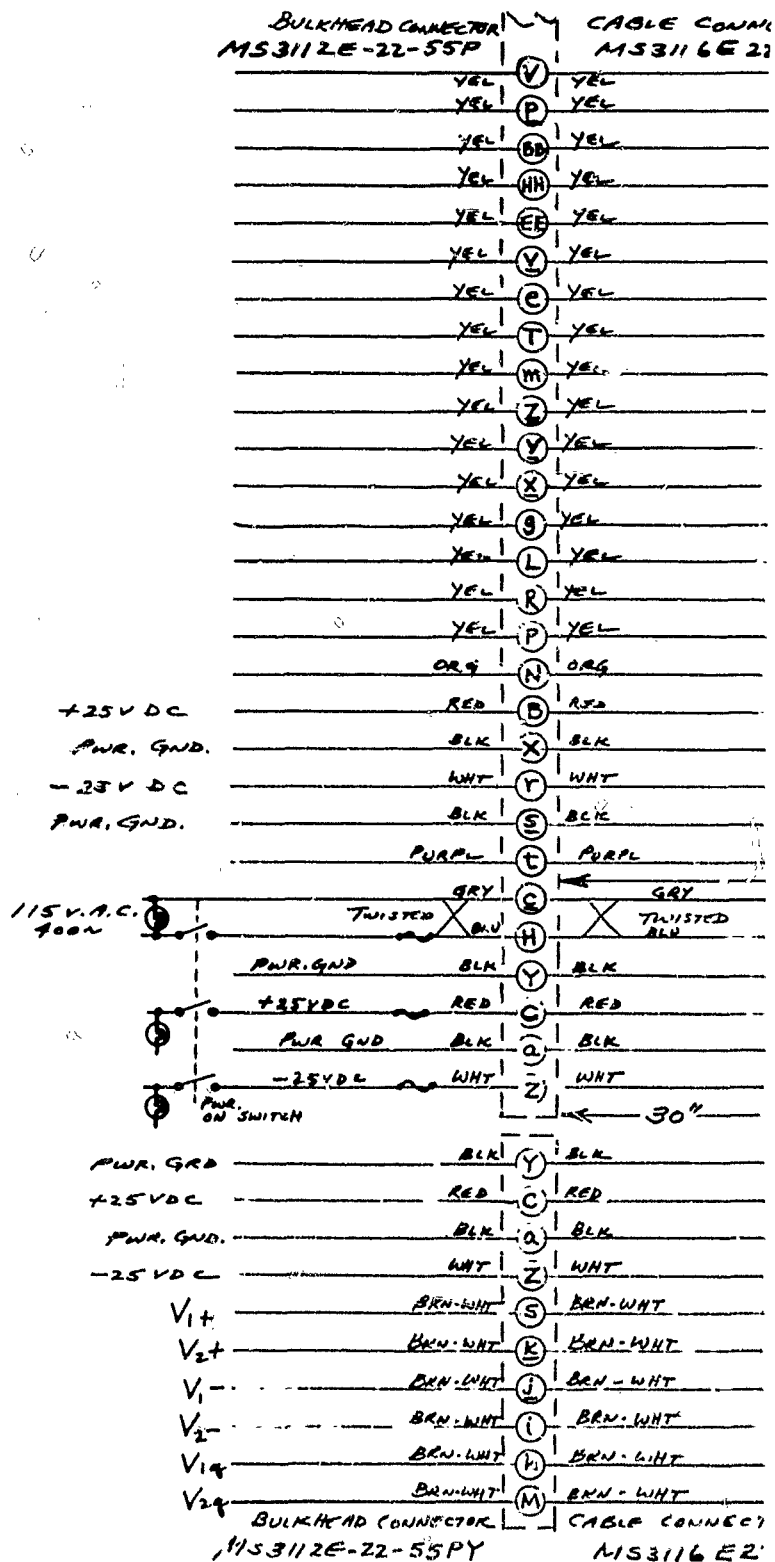 BULKHEAD CONNECTOR CABLE CONN
MS3112E-22-55P MS3116E 22
YEL V YEL
YEL P YEL
YEL BB YEL
YEL HH YEL
YEL EE YEL
YEL V YEL
YEL e YEL
YEL T YEL
YEL m YEL
YEL Z YEL
YEL y YEL
YEL X YEL
YEL g YEL
YEL L YEL
YEL R YEL
YEL P YEL
ORG N ORG
+25V DC RED B RED
PWR. GND. BLK X BLK
-25V DC WHT r WHT
PWR. GND. BLK s BLK
PURPL t PURPL
GRY c GRY
115 V.A.C. TWISTED BLU H TWISTED
400N BLU
PWR. GND BLK Y BLK
+25VDC RED C RED
PWR GND BLK a BLK
-25VDC WHT Z WHT
PWR.
ON SWITCH
30"
PWR. GRD BLK Y BLK
+25VDC RED C RED
PWR. GND. BLK a BLK
-25VDC WHT Z WHT
V1+ BRN-WHT S BRN-WHT
V2+ BRN-WHT k BRN-WHT
V1- BRN-WHT j BRN-WHT
V2- BRN-WHT i BRN-WHT
V1q BRN-WHT h BRN-WHT
V2q BRN-WHT M BRN-WHT
BULKHEAD CONNECTOR CABLE CONNECT
MS3112E-22-55PY MS3116E2